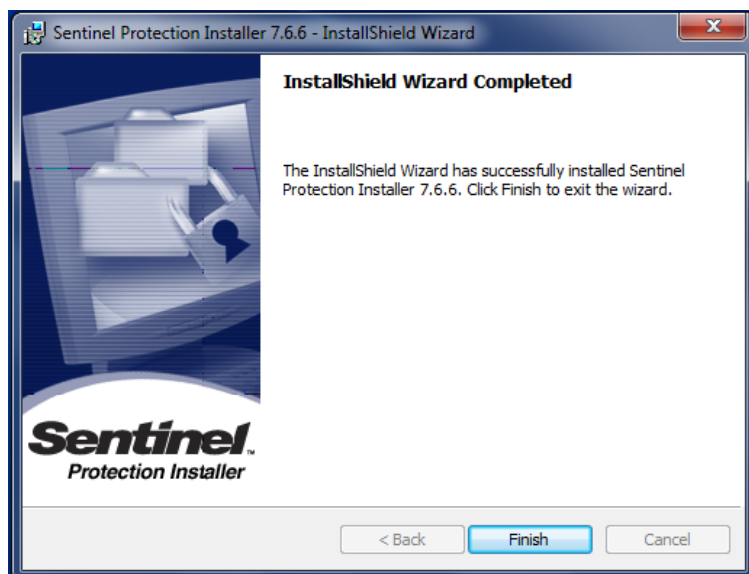 Sentinel Protection Installer 7.6.6 - InstallShield Wizard
InstallShield Wizard Completed
The InstallShield Wizard has successfully installed Sentinel
Protection Installer 7.6.6. Click Finish to exit the wizard.
Sentinel™
Protection Installer
< Back
Finish
Cancel